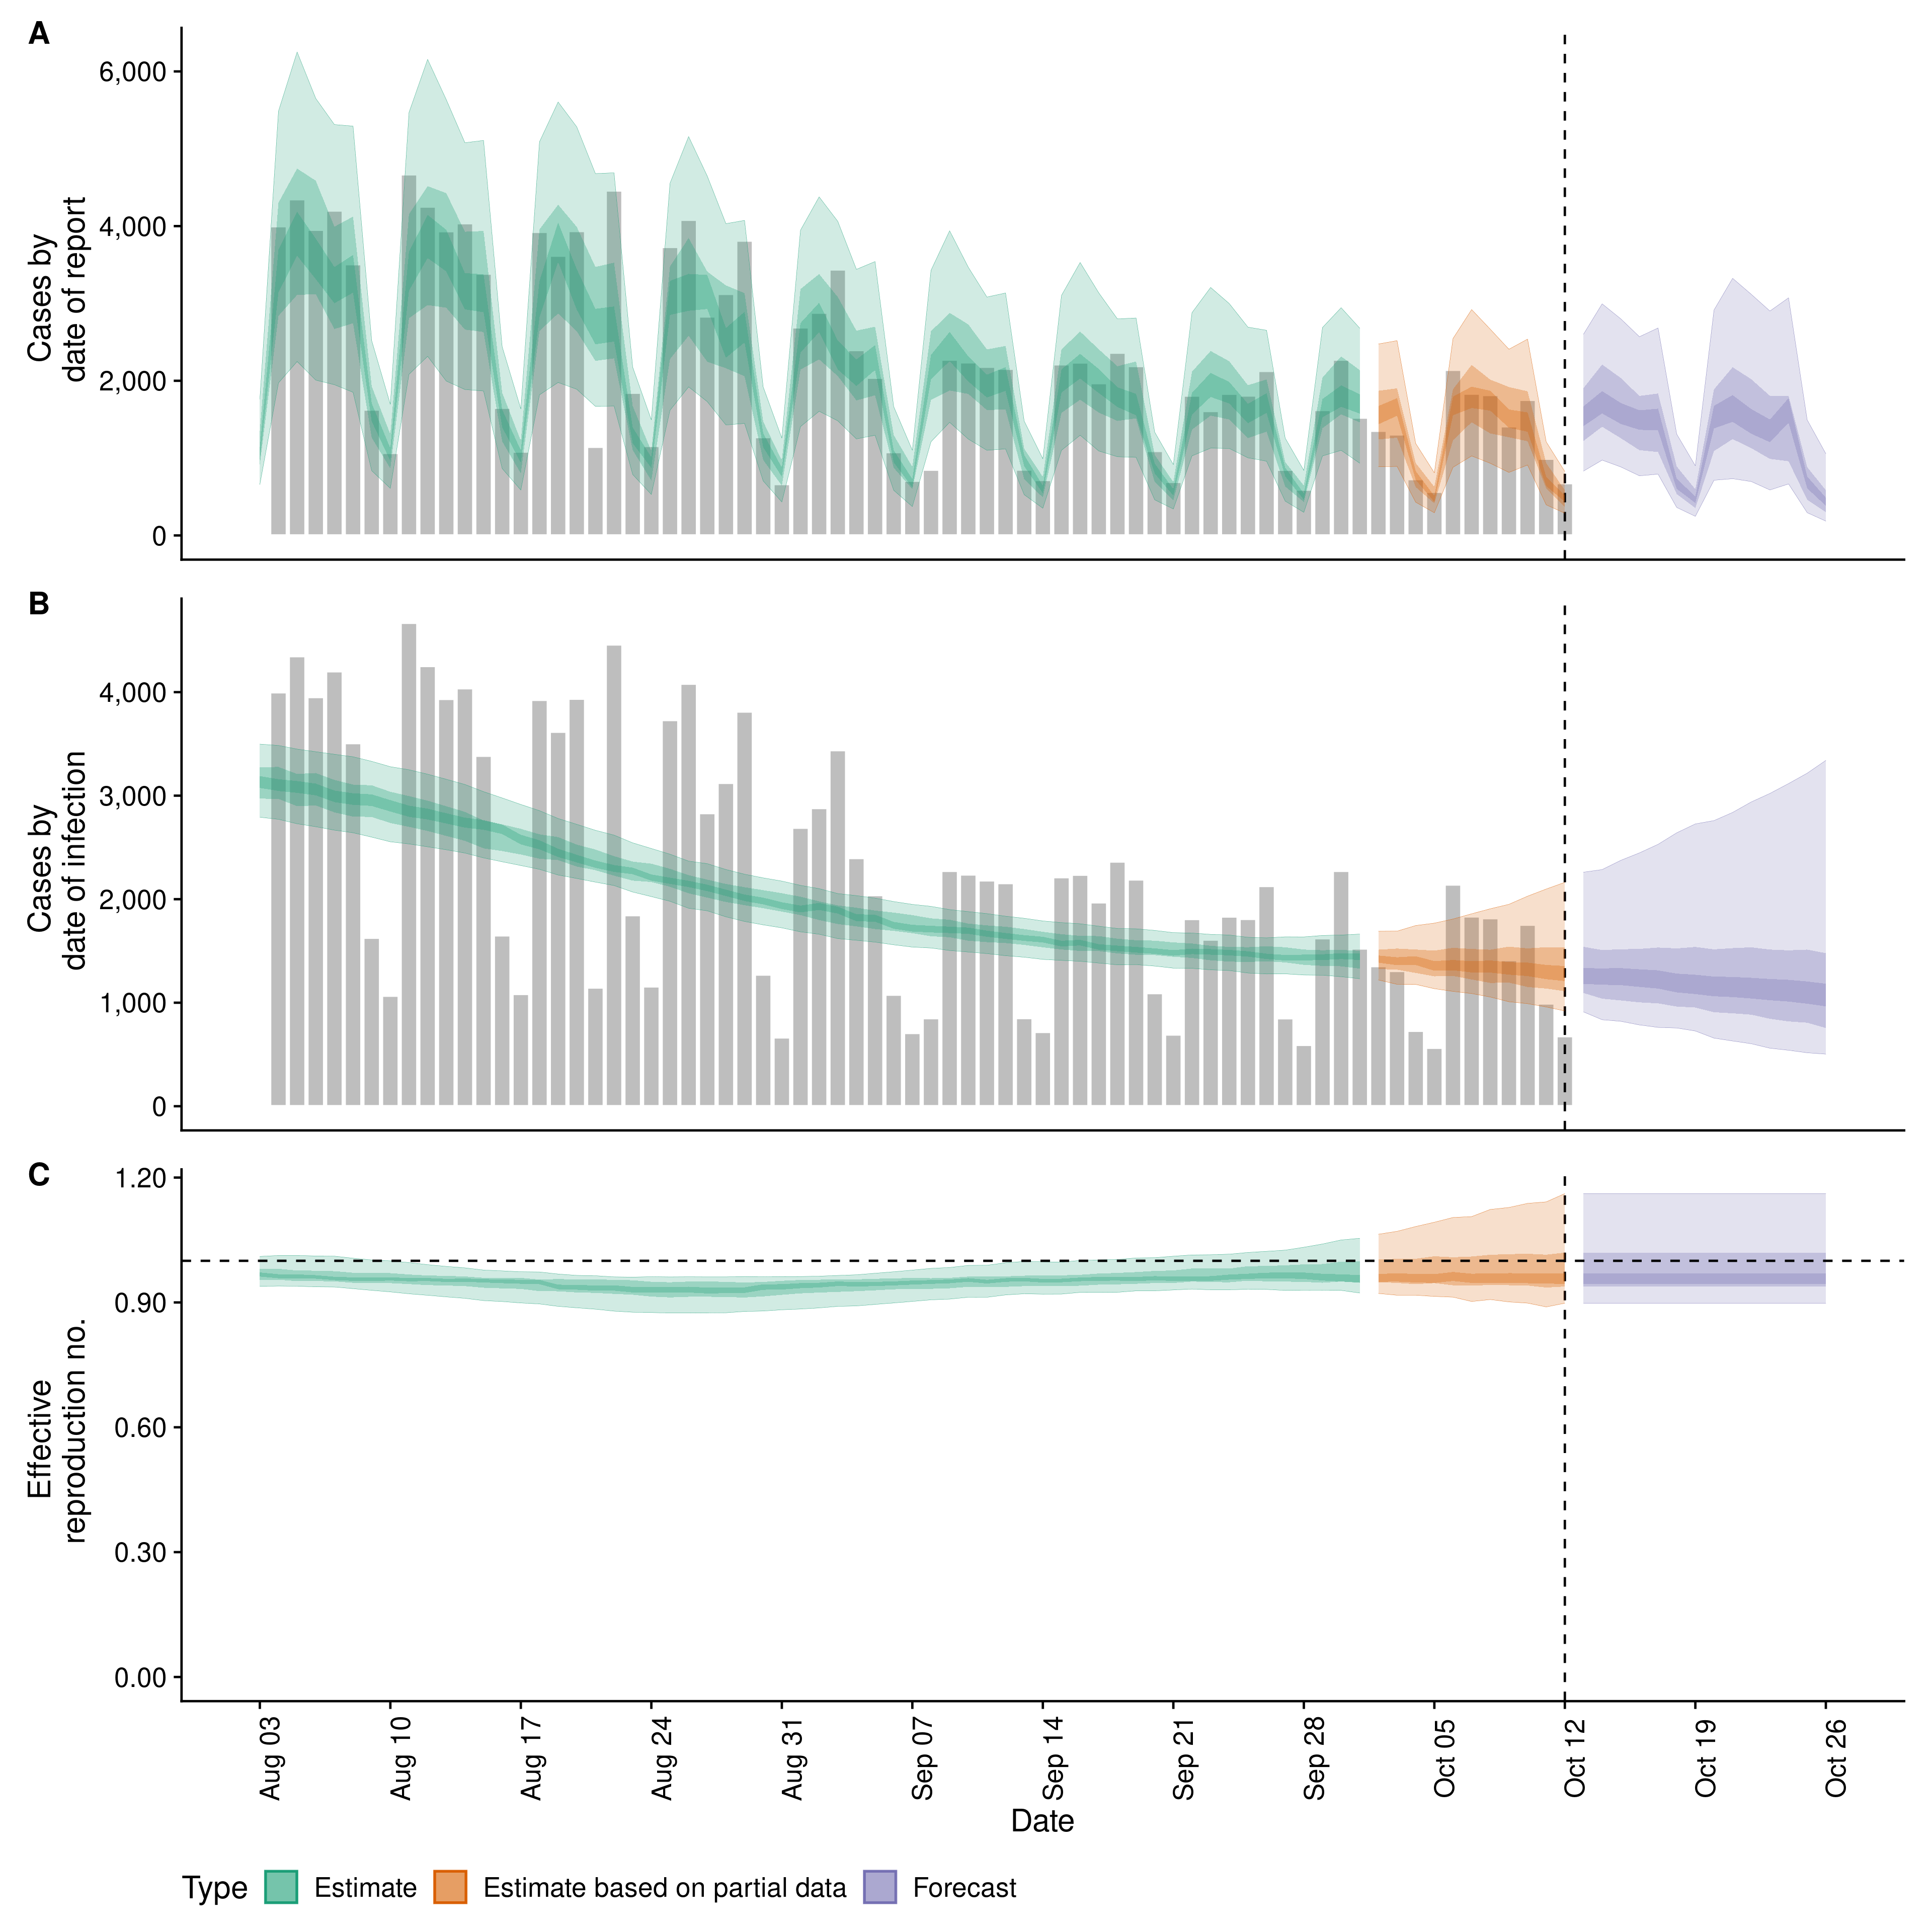 A
6,000
4,000
2,000
0
Cases by
date of report
B
4,000
3,000
2,000
1,000
0
Cases by
date of infection
C
1.20
0.90
0.60
0.30
0.00
Effective
reproduction no.
Aug 03
Aug 10
Aug 17
Aug 24
Aug 31
Sep 07
Sep 14
Sep 21
Sep 28
Oct 05
Oct 12
Oct 19
Oct 26
Date
Type Estimate Estimate based on partial data Forecast